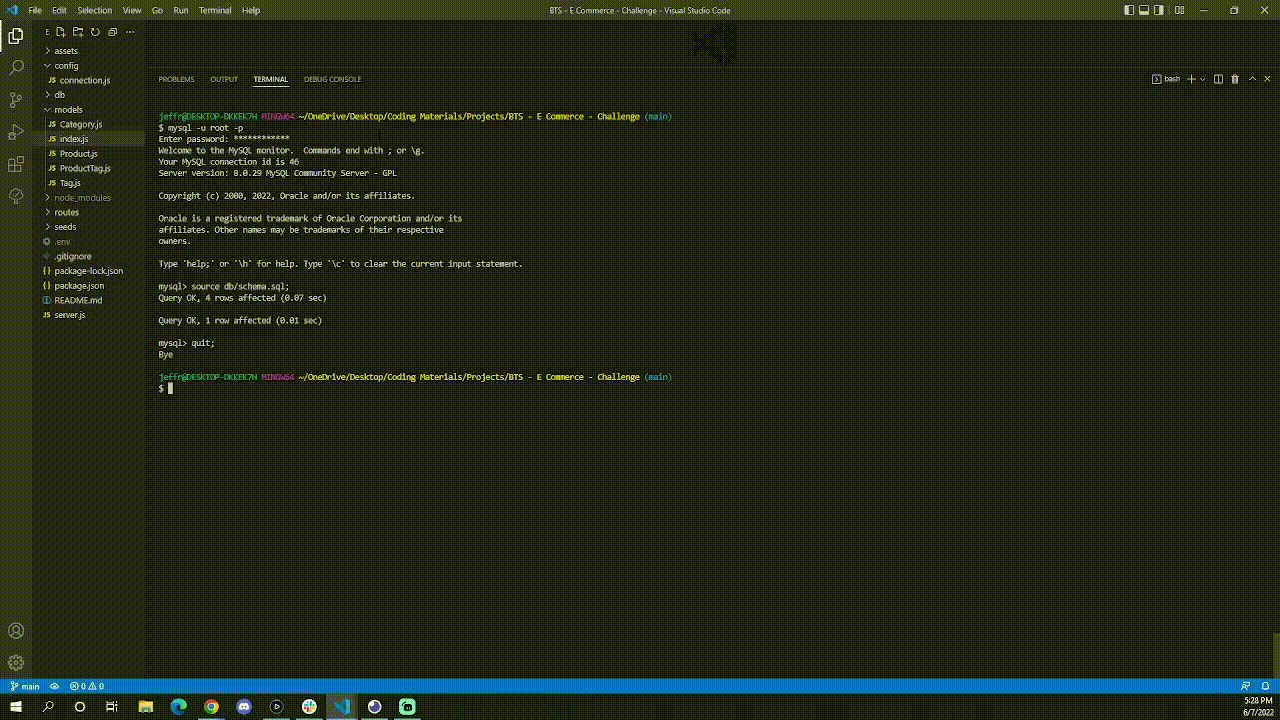 File Edit Selection View Go Run Terminal Help
BTS - E Commerce - Challenge - Visual Studio Code
E
assets
config
JS connection.js
db
models
JS Category.js
JS index.js
JS Product.js
JS ProductTag.js
JS Tag.js
node_modules
routes
seeds
.env
.gitignore
{} package-lock.json
{} package.json
README.md
JS server.js
PROBLEMS OUTPUT TERMINAL DEBUG CONSOLE
bash
jeffr@DESKTOP-DKKEK7H MINGW64 ~/OneDrive/Desktop/Coding Materials/Projects/BTS - E Commerce - Challenge (main)
$ mysql -u root -p
Enter password: ************
Welcome to the MySQL monitor.  Commands end with ; or \g.
Your MySQL connection id is 46
Server version: 8.0.29 MySQL Community Server - GPL
Copyright (c) 2000, 2022, Oracle and/or its affiliates.
Oracle is a registered trademark of Oracle Corporation and/or its
affiliates. Other names may be trademarks of their respective
owners.
Type 'help;' or '\h' for help. Type '\c' to clear the current input statement.
mysql> source db/schema.sql;
Query OK, 4 rows affected (0.07 sec)
Query OK, 1 row affected (0.01 sec)
mysql> quit;
Bye
jeffr@DESKTOP-DKKEK7H MINGW64 ~/OneDrive/Desktop/Coding Materials/Projects/BTS - E Commerce - Challenge (main)
$
main 0 0
5:28 PM
6/7/2022